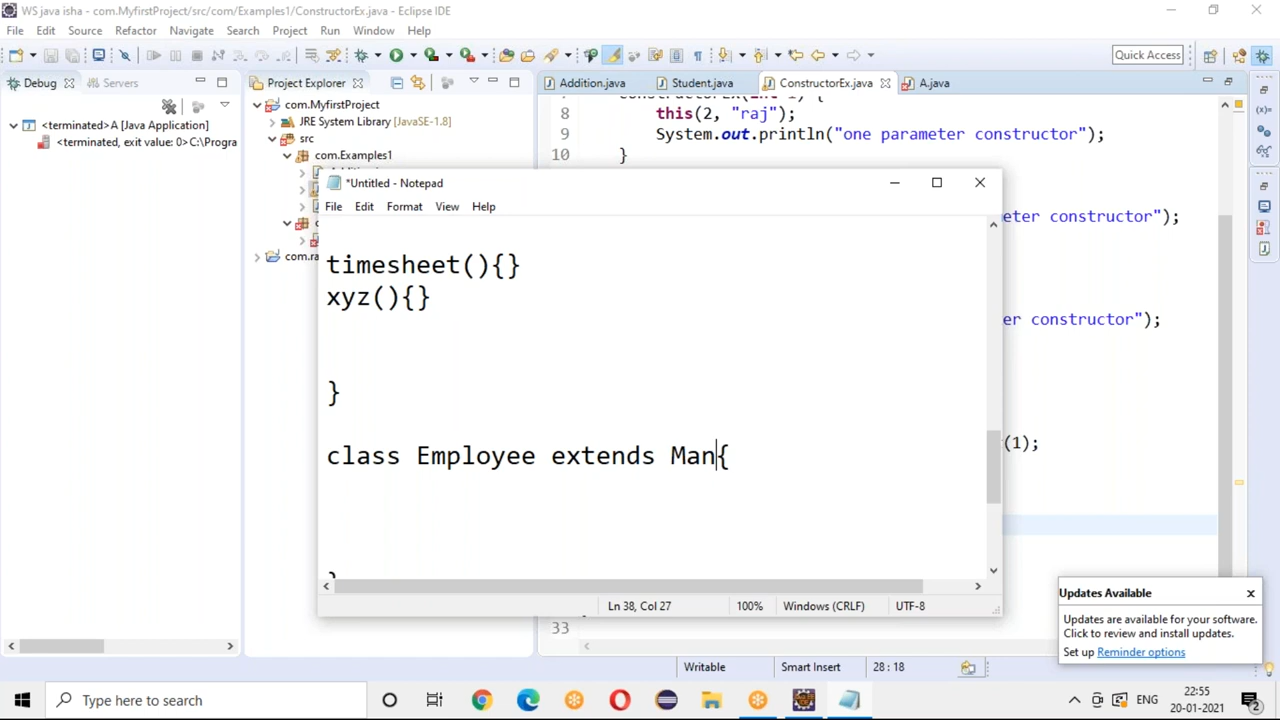 WS java isha - com.MyfirstProject/src/com/Examples1/ConstructorEx.java - Eclipse IDE
File Edit Source Refactor Navigate Search Project Run Window Help
Quick Access
Debug Servers
Project Explorer
Addition.java Student.java ConstructorEx.java A.java
<terminated>A [Java Application]
<terminated, exit value: 0>C:\Progra
com.MyfirstProject
JRE System Library [JavaSE-1.8]
src
com.Examples1
com.ra
8 this(2, "raj");
9 System.out.println("one parameter constructor");
10 }
constructor");
er constructor");
(1);
33
*Untitled - Notepad
File Edit Format View Help
timesheet(){}
xyz(){}
}
class Employee extends Man{
}
Ln 38, Col 27 100% Windows (CRLF) UTF-8
Updates Available
Updates are available for your software.
Click to review and install updates.
Set up Reminder options
Writable Smart Insert 28 : 18
Type here to search
ENG
22:55
20-01-2021
2